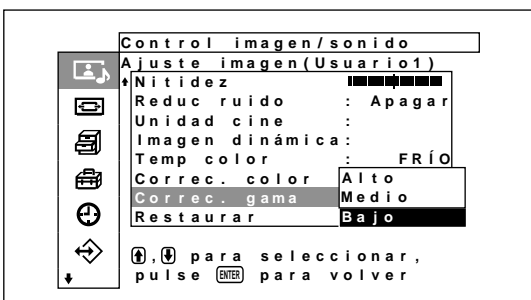 Control imagen/sonido
Ajuste imagen(Usuario1)
Nitidez
Reduc ruido : Apagar
Unidad cine :
Imagen dinámica:
Temp color : FRÍO
Correc. color Alto
Correc. gama Medio
Restaurar Bajo
, para seleccionar,
pulse ENTER para volver